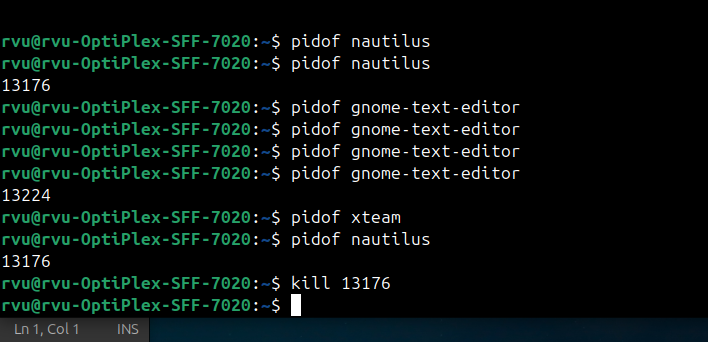 rvu@rvu-OptiPlex-SFF-7020:~$ pidof nautilus
rvu@rvu-OptiPlex-SFF-7020:~$ pidof nautilus
13176
rvu@rvu-OptiPlex-SFF-7020:~$ pidof gnome-text-editor
rvu@rvu-OptiPlex-SFF-7020:~$ pidof gnome-text-editor
rvu@rvu-OptiPlex-SFF-7020:~$ pidof gnome-text-editor
rvu@rvu-OptiPlex-SFF-7020:~$ pidof gnome-text-editor
13224
rvu@rvu-OptiPlex-SFF-7020:~$ pidof xteam
rvu@rvu-OptiPlex-SFF-7020:~$ pidof nautilus
13176
rvu@rvu-OptiPlex-SFF-7020:~$ kill 13176
rvu@rvu-OptiPlex-SFF-7020:~$
Ln 1, Col 1 INS